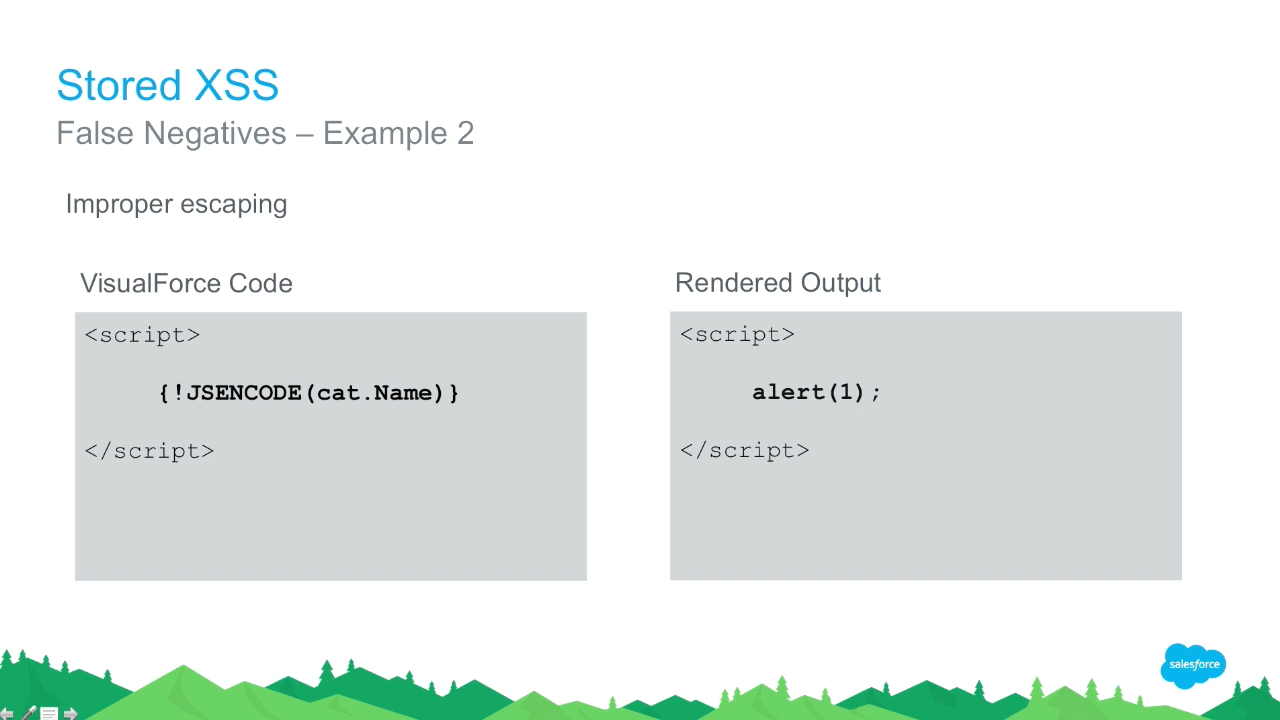 Stored XSS
False Negatives – Example 2
Improper escaping
VisualForce Code
<script>
{!JSENCODE(cat.Name)}
</script>
Rendered Output
<script>
alert(1);
</script>
salesforce